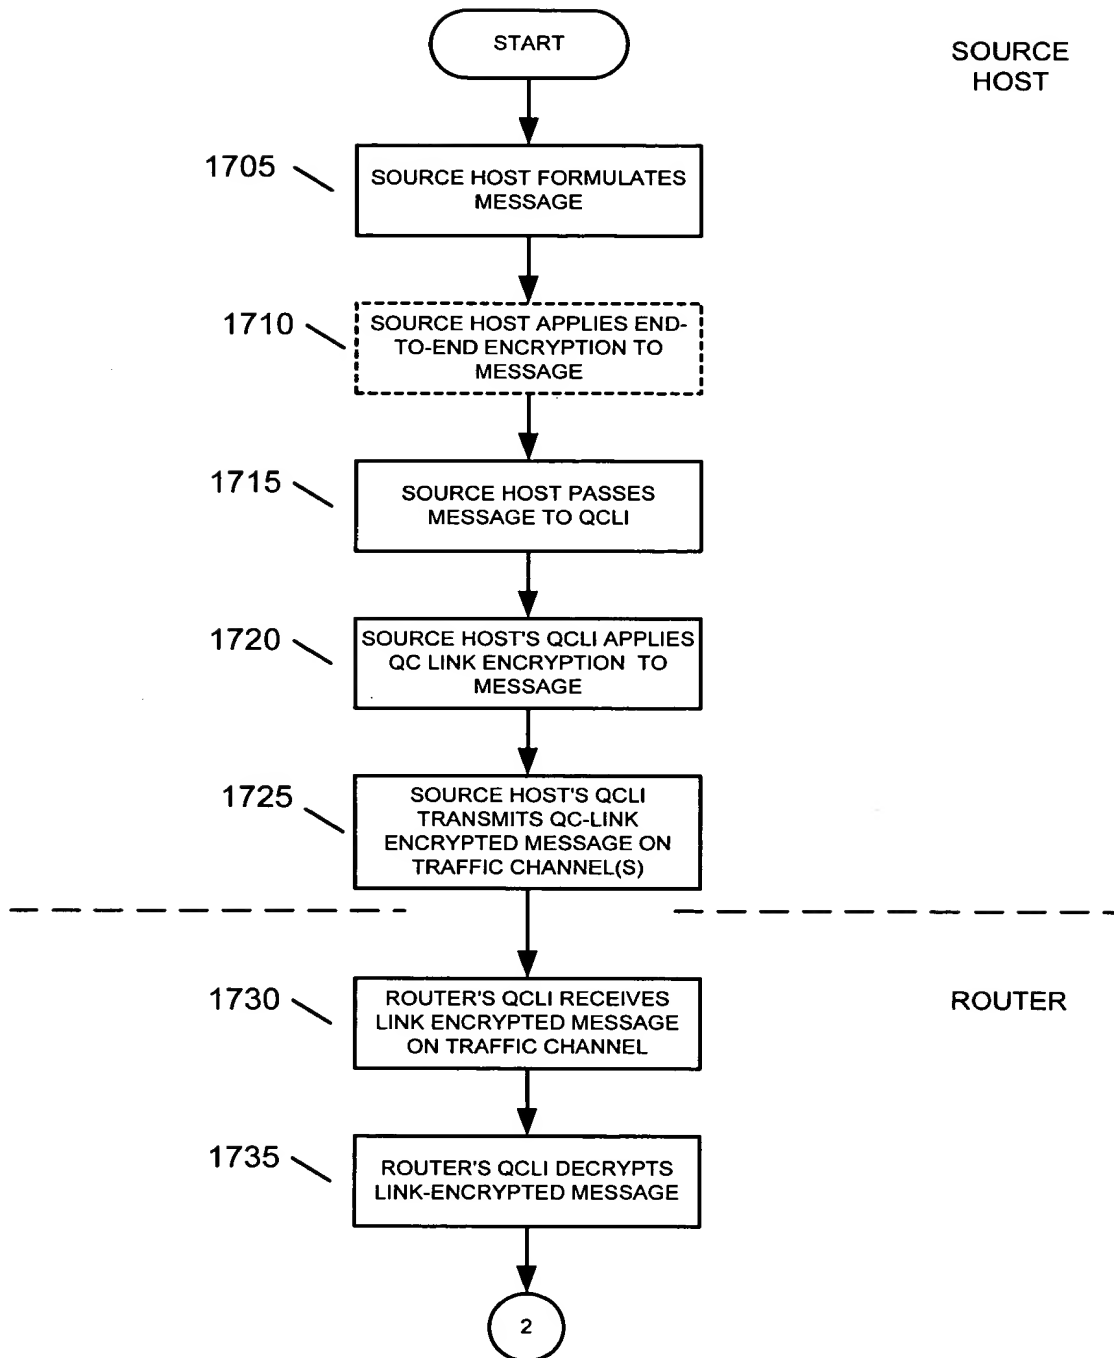 START
SOURCE
HOST
1705
SOURCE HOST FORMULATES
MESSAGE
1710
SOURCE HOST APPLIES END-
TO-END ENCRYPTION TO
MESSAGE
1715
SOURCE HOST PASSES
MESSAGE TO QCLI
1720
SOURCE HOST'S QCLI APPLIES
QC LINK ENCRYPTION TO
MESSAGE
1725
SOURCE HOST'S QCLI
TRANSMITS QC-LINK
ENCRYPTED MESSAGE ON
TRAFFIC CHANNEL(S)
1730
ROUTER'S QCLI RECEIVES
LINK ENCRYPTED MESSAGE
ON TRAFFIC CHANNEL
ROUTER
1735
ROUTER'S QCLI DECRYPTS
LINK-ENCRYPTED MESSAGE
2